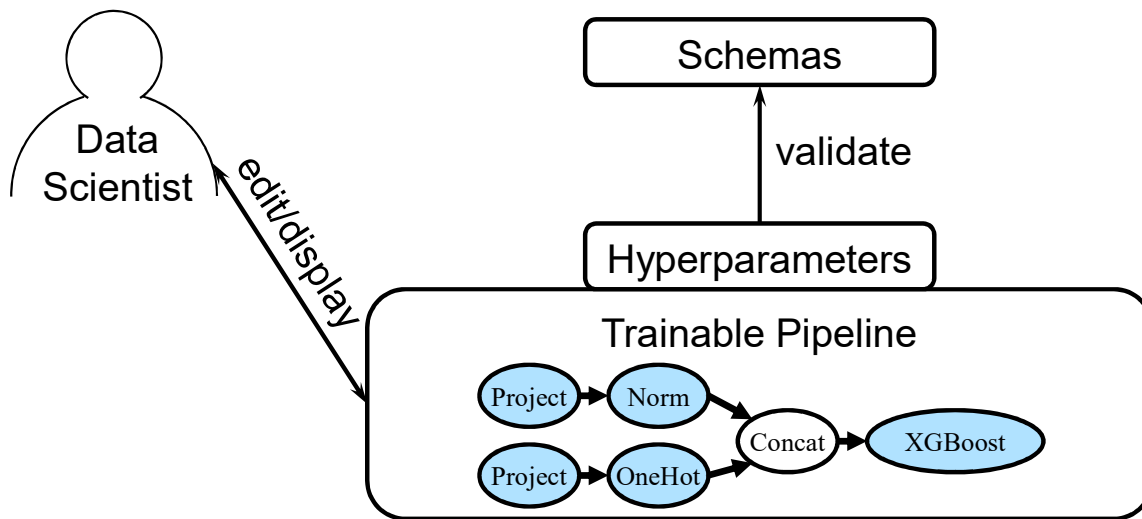 Schemas
Data
Scientist
edit/display
validate
Hyperparameters
Trainable Pipeline
Project
Norm
Concat
XGBoost
Project
OneHot